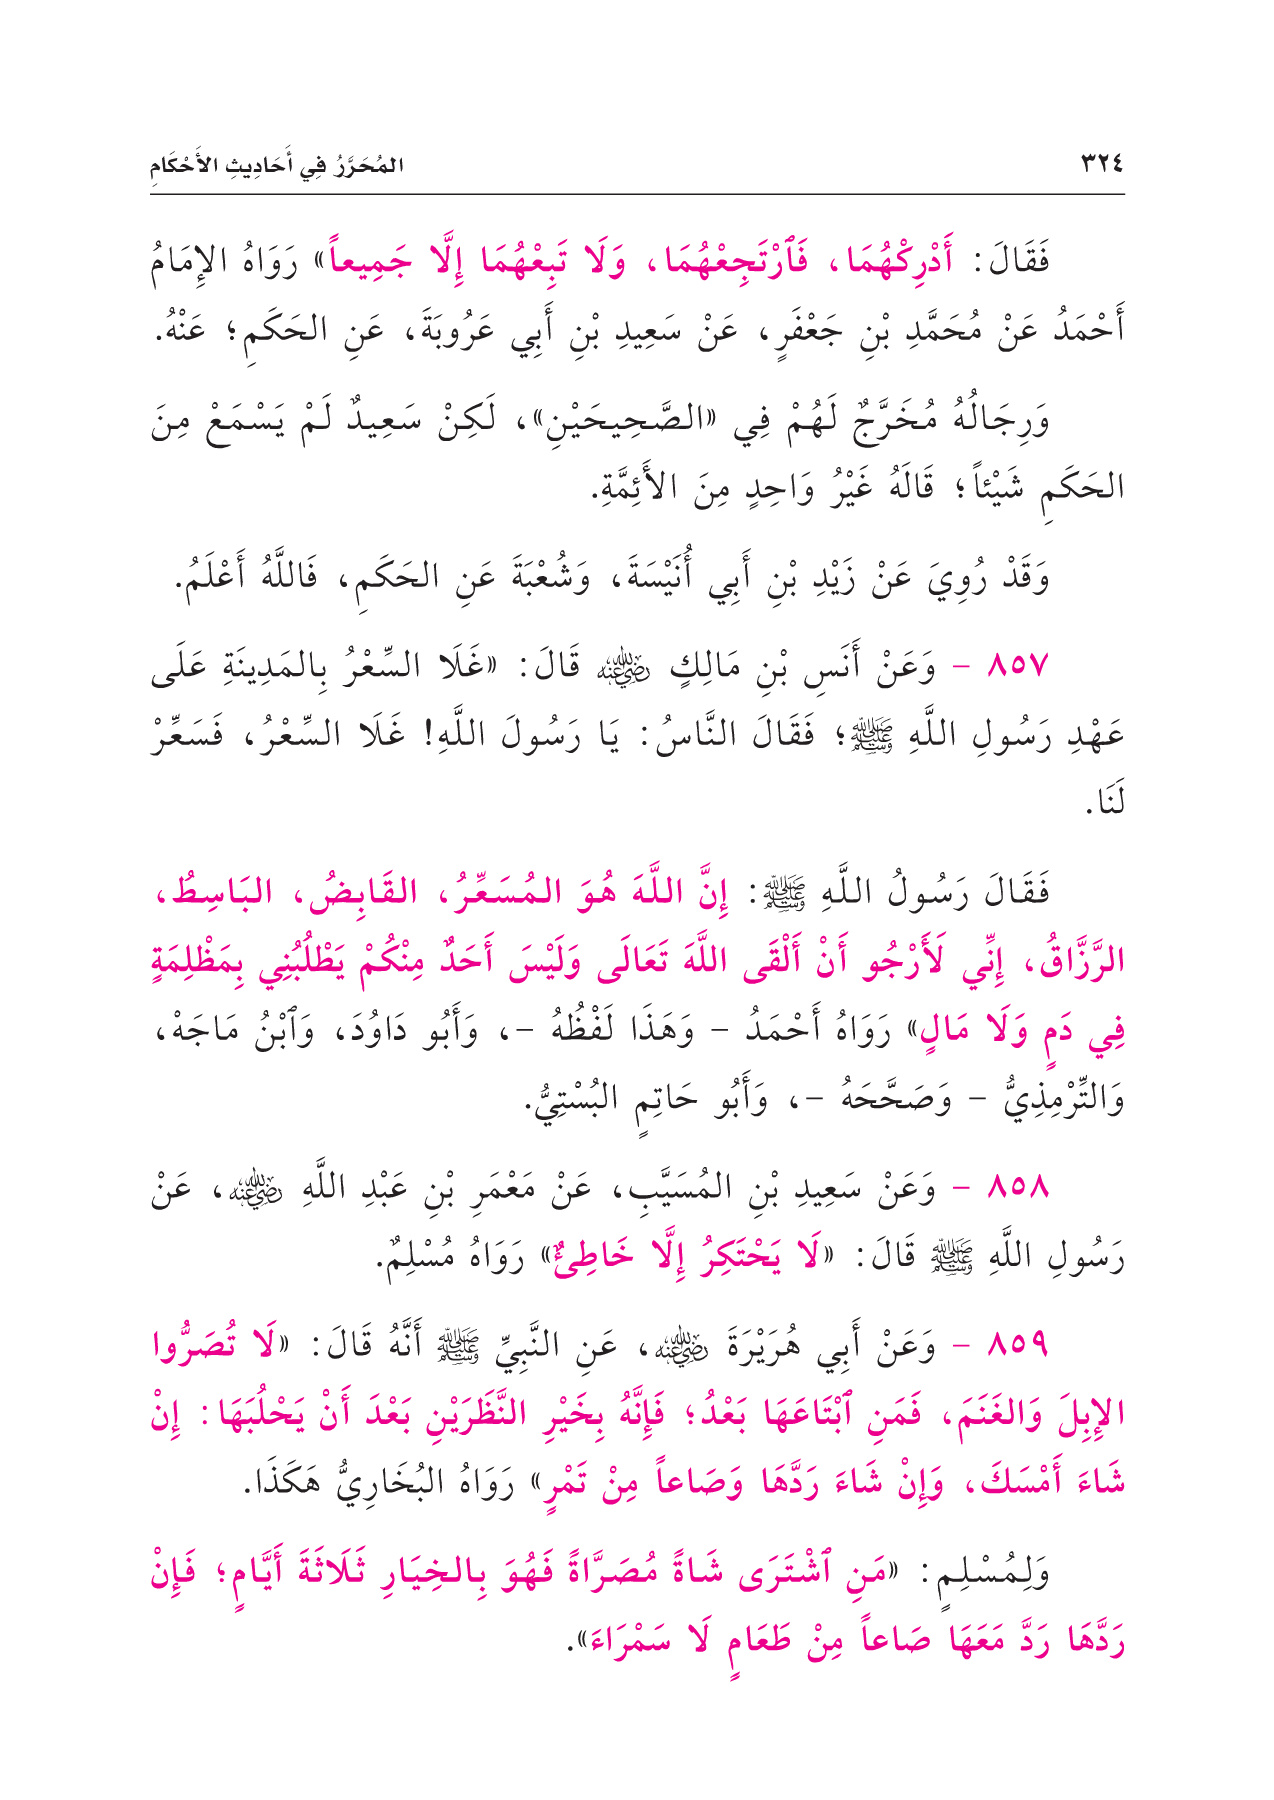 ٣٢٤
المُحَرَّرُ فِي أَحَادِيثِ الأَحْكَامِ
فَقَالَ: أَدْرِكْهُمَا، فَٱرْتَجِعْهُمَا، وَلَا تَبِعْهُمَا إِلَّا جَمِيعاً» رَوَاهُ الإِمَامُ
أَحْمَدُ عَنْ مُحَمَّدِ بْنِ جَعْفَرٍ، عَنْ سَعِيدِ بْنِ أَبِي عَرُوبَةَ، عَنِ الحَكَمِ؛ عَنْهُ.
وَرِجَالُهُ مُخَرَّجٌ لَهُمْ فِي «الصَّحِيحَيْنِ»، لَكِنْ سَعِيدٌ لَمْ يَسْمَعْ مِنَ
الحَكَمِ شَيْئاً؛ قَالَهُ غَيْرُ وَاحِدٍ مِنَ الأَئِمَّةِ.
وَقَدْ رُوِيَ عَنْ زَيْدِ بْنِ أَبِي أُنَيْسَةَ، وَشُعْبَةَ عَنِ الحَكَمِ، فَاللَّهُ أَعْلَمُ.
٨٥٧ - وَعَنْ أَنَسِ بْنِ مَالِكٍ رَضِيَ اللَّهُ عَنْهُ قَالَ: «غَلَا السِّعْرُ بِالمَدِينَةِ عَلَى
عَهْدِ رَسُولِ اللَّهِ ﷺ؛ فَقَالَ النَّاسُ: يَا رَسُولَ اللَّهِ! غَلَا السِّعْرُ، فَسَعِّرْ
لَنَا.
فَقَالَ رَسُولُ اللَّهِ ﷺ: إِنَّ اللَّهَ هُوَ المُسَعِّرُ، القَابِضُ، البَاسِطُ،
الرَّزَّاقُ، إِنِّي لَأَرْجُو أَنْ أَلْقَى اللَّهَ تَعَالَى وَلَيْسَ أَحَدٌ مِنْكُمْ يَطْلُبُنِي بِمَظْلِمَةٍ
فِي دَمٍ وَلَا مَالٍ» رَوَاهُ أَحْمَدُ - وَهَذَا لَفْظُهُ -، وَأَبُو دَاوُدَ، وَٱبْنُ مَاجَهْ،
وَالتِّرْمِذِيُّ - وَصَحَّحَهُ -، وَأَبُو حَاتِمٍ البُسْتِيُّ.
٨٥٨ - وَعَنْ سَعِيدِ بْنِ المُسَيَّبِ، عَنْ مَعْمَرِ بْنِ عَبْدِ اللَّهِ رَضِيَ اللَّهُ عَنْهُ، عَنْ
رَسُولِ اللَّهِ ﷺ قَالَ: «لَا يَحْتَكِرُ إِلَّا خَاطِئٌ» رَوَاهُ مُسْلِمٌ.
٨٥٩ - وَعَنْ أَبِي هُرَيْرَةَ رَضِيَ اللَّهُ عَنْهُ، عَنِ النَّبِيِّ ﷺ أَنَّهُ قَالَ: «لَا تُصَرُّوا
الإِبِلَ وَالغَنَمَ، فَمَنِ ٱبْتَاعَهَا بَعْدُ؛ فَإِنَّهُ بِخَيْرِ النَّظَرَيْنِ بَعْدَ أَنْ يَحْلُبَهَا: إِنْ
شَاءَ أَمْسَكَ، وَإِنْ شَاءَ رَدَّهَا وَصَاعاً مِنْ تَمْرٍ» رَوَاهُ البُخَارِيُّ هَكَذَا.
وَلِمُسْلِمٍ: «مَنِ ٱشْتَرَى شَاةً مُصَرَّاةً فَهُوَ بِالخِيَارِ ثَلَاثَةَ أَيَّامٍ؛ فَإِنْ
رَدَّهَا رَدَّ مَعَهَا صَاعاً مِنْ طَعَامٍ لَا سَمْرَاءَ».